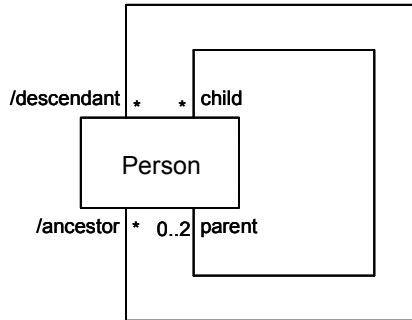 /descendant * * child
Person
/ancestor * 0..2 parent